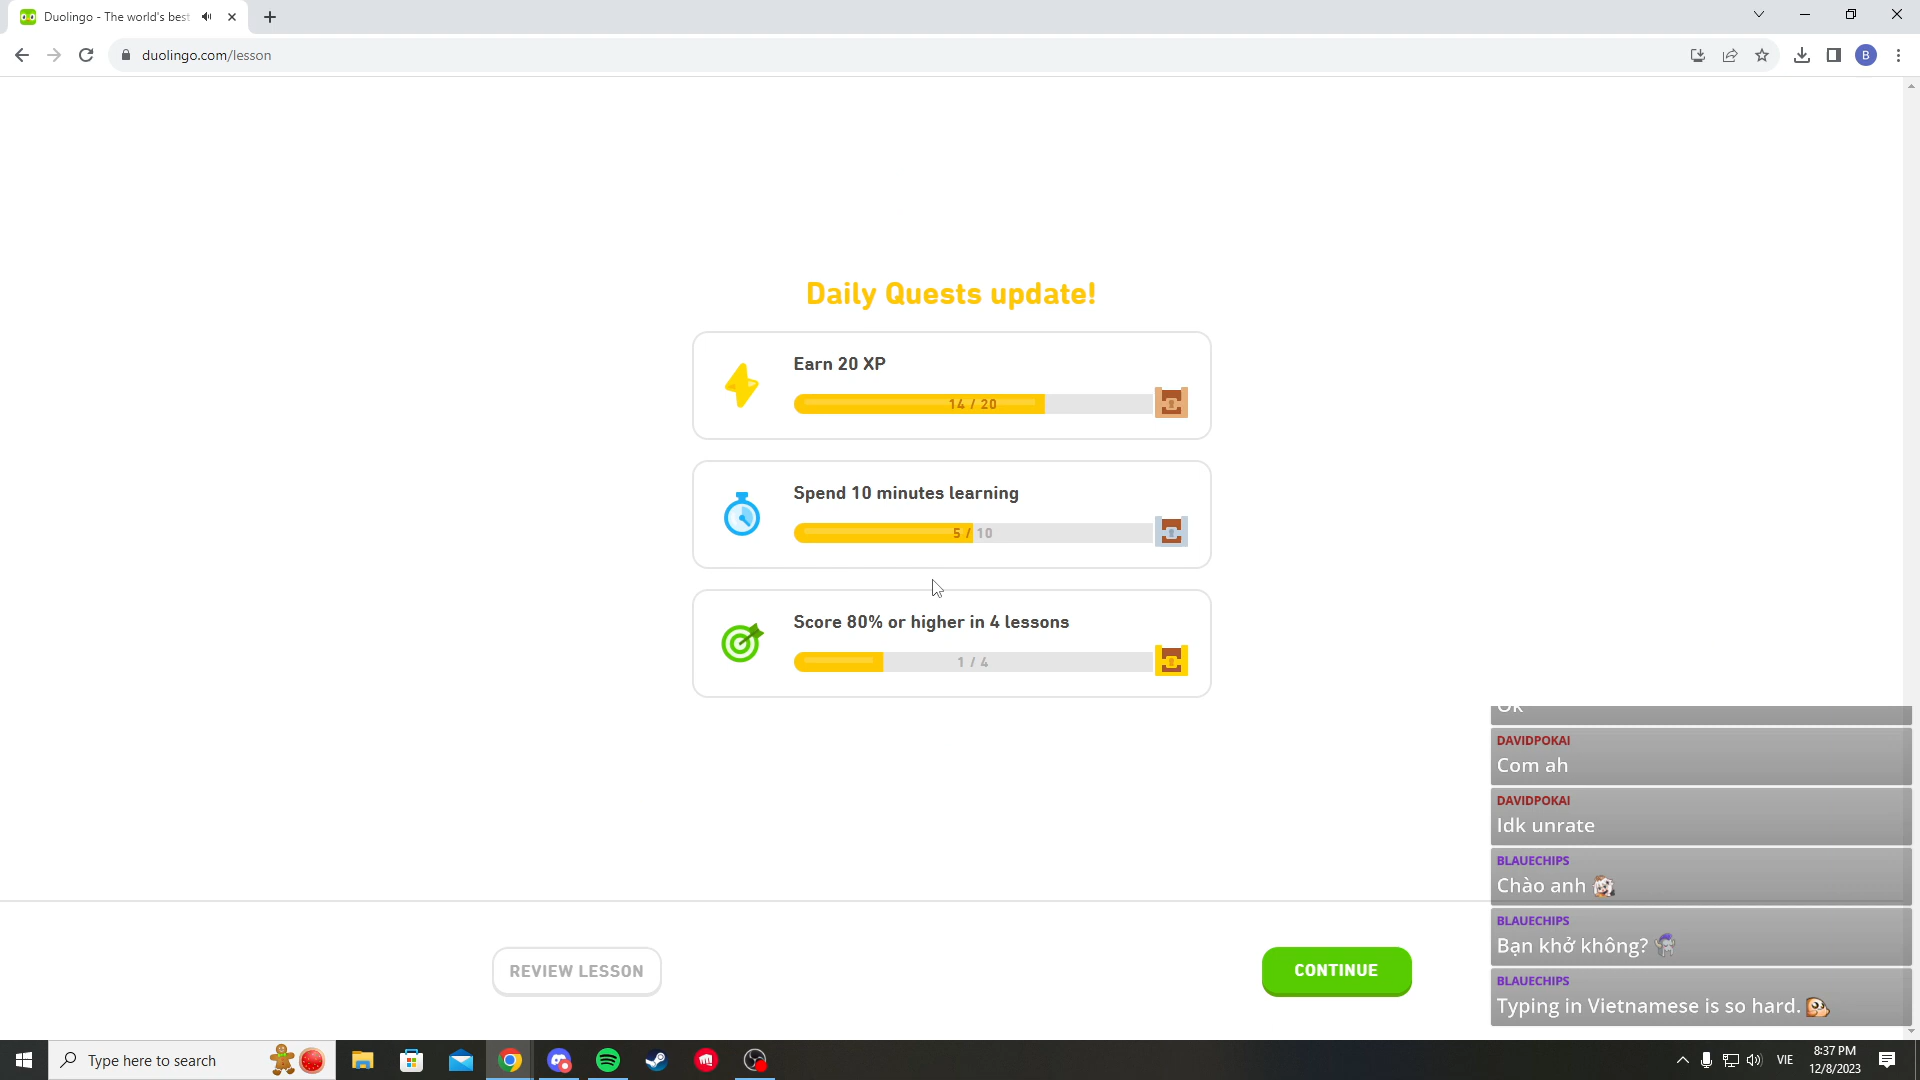 Duolingo - The world's best
duolingo.com/lesson
B
Daily Quests update!
Earn 20 XP
14 / 20
Spend 10 minutes learning
5 / 10
Score 80% or higher in 4 lessons
1 / 4
REVIEW LESSON
CONTINUE
Ok
DAVIDPOKAI
Com ah
DAVIDPOKAI
Idk unrate
BLAUECHIPS
Chào anh
BLAUECHIPS
Bạn khở không?
BLAUECHIPS
Typing in Vietnamese is so hard.
Type here to search
VIE
8:37 PM
12/8/2023